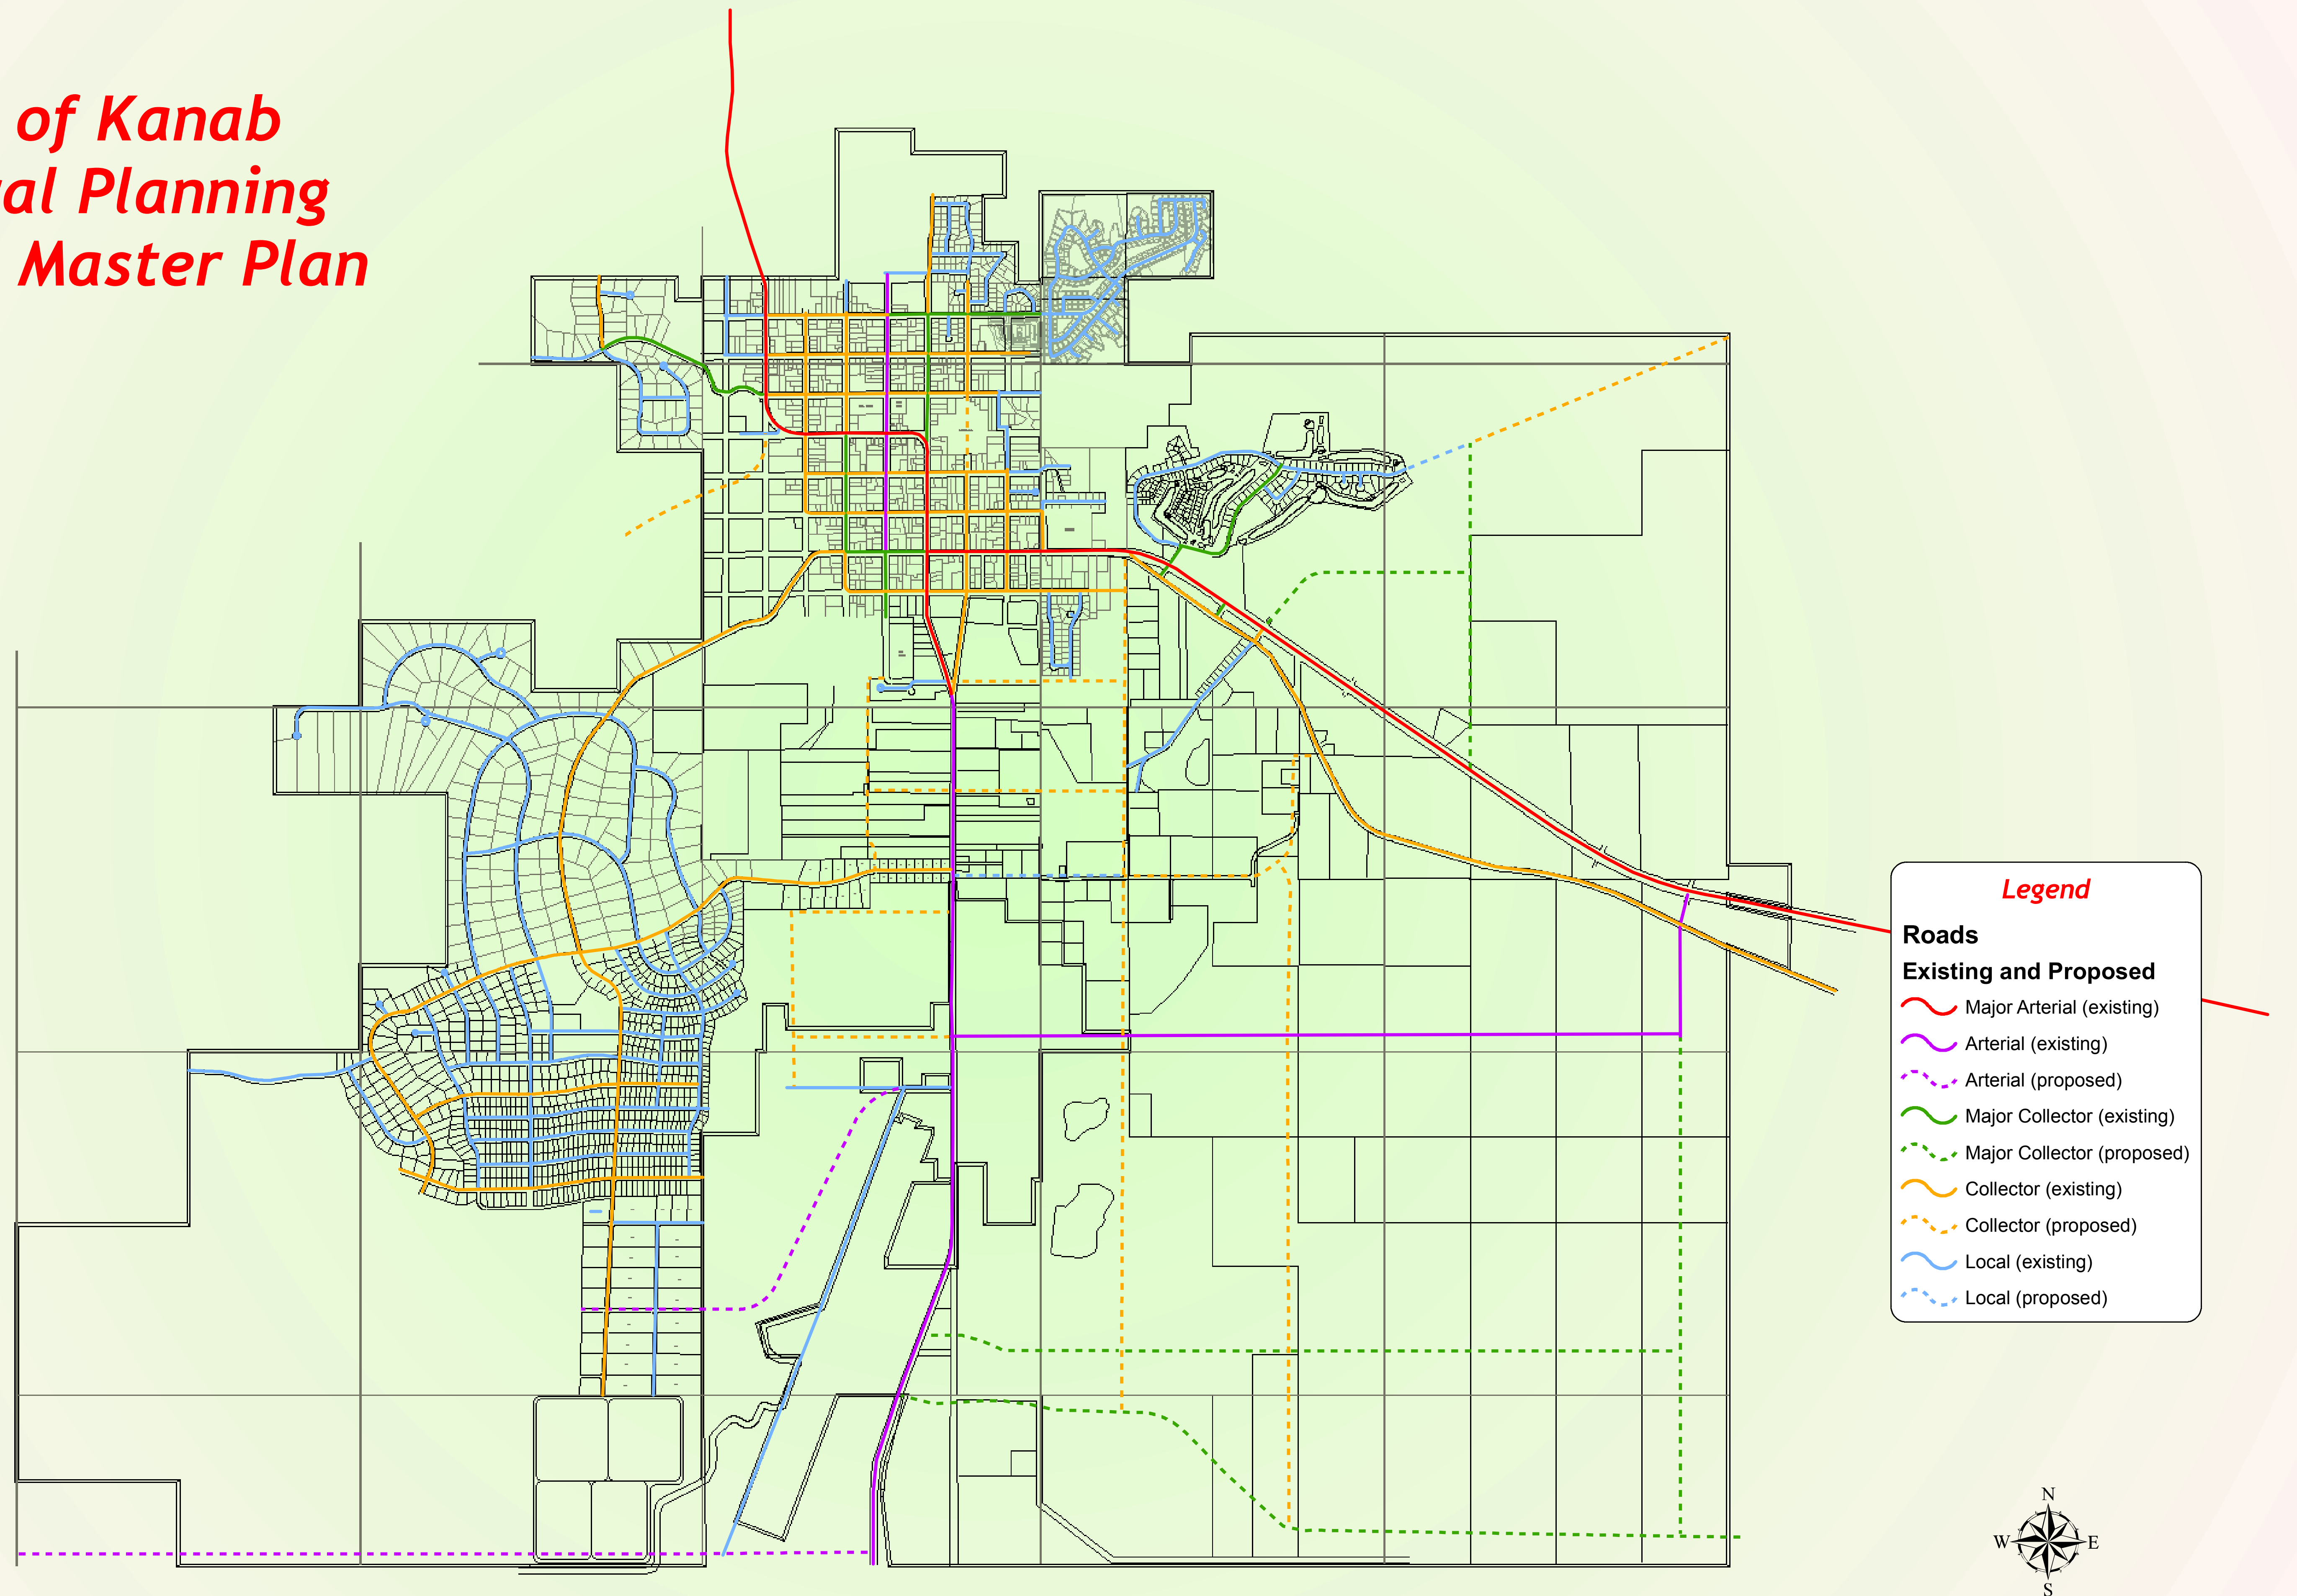 of Kanab
al Planning
Master Plan
Legend
Roads
Existing and Proposed
Major Arterial (existing)
Arterial (existing)
Arterial (proposed)
Major Collector (existing)
Major Collector (proposed)
Collector (existing)
Collector (proposed)
Local (existing)
Local (proposed)
N
W
E
S